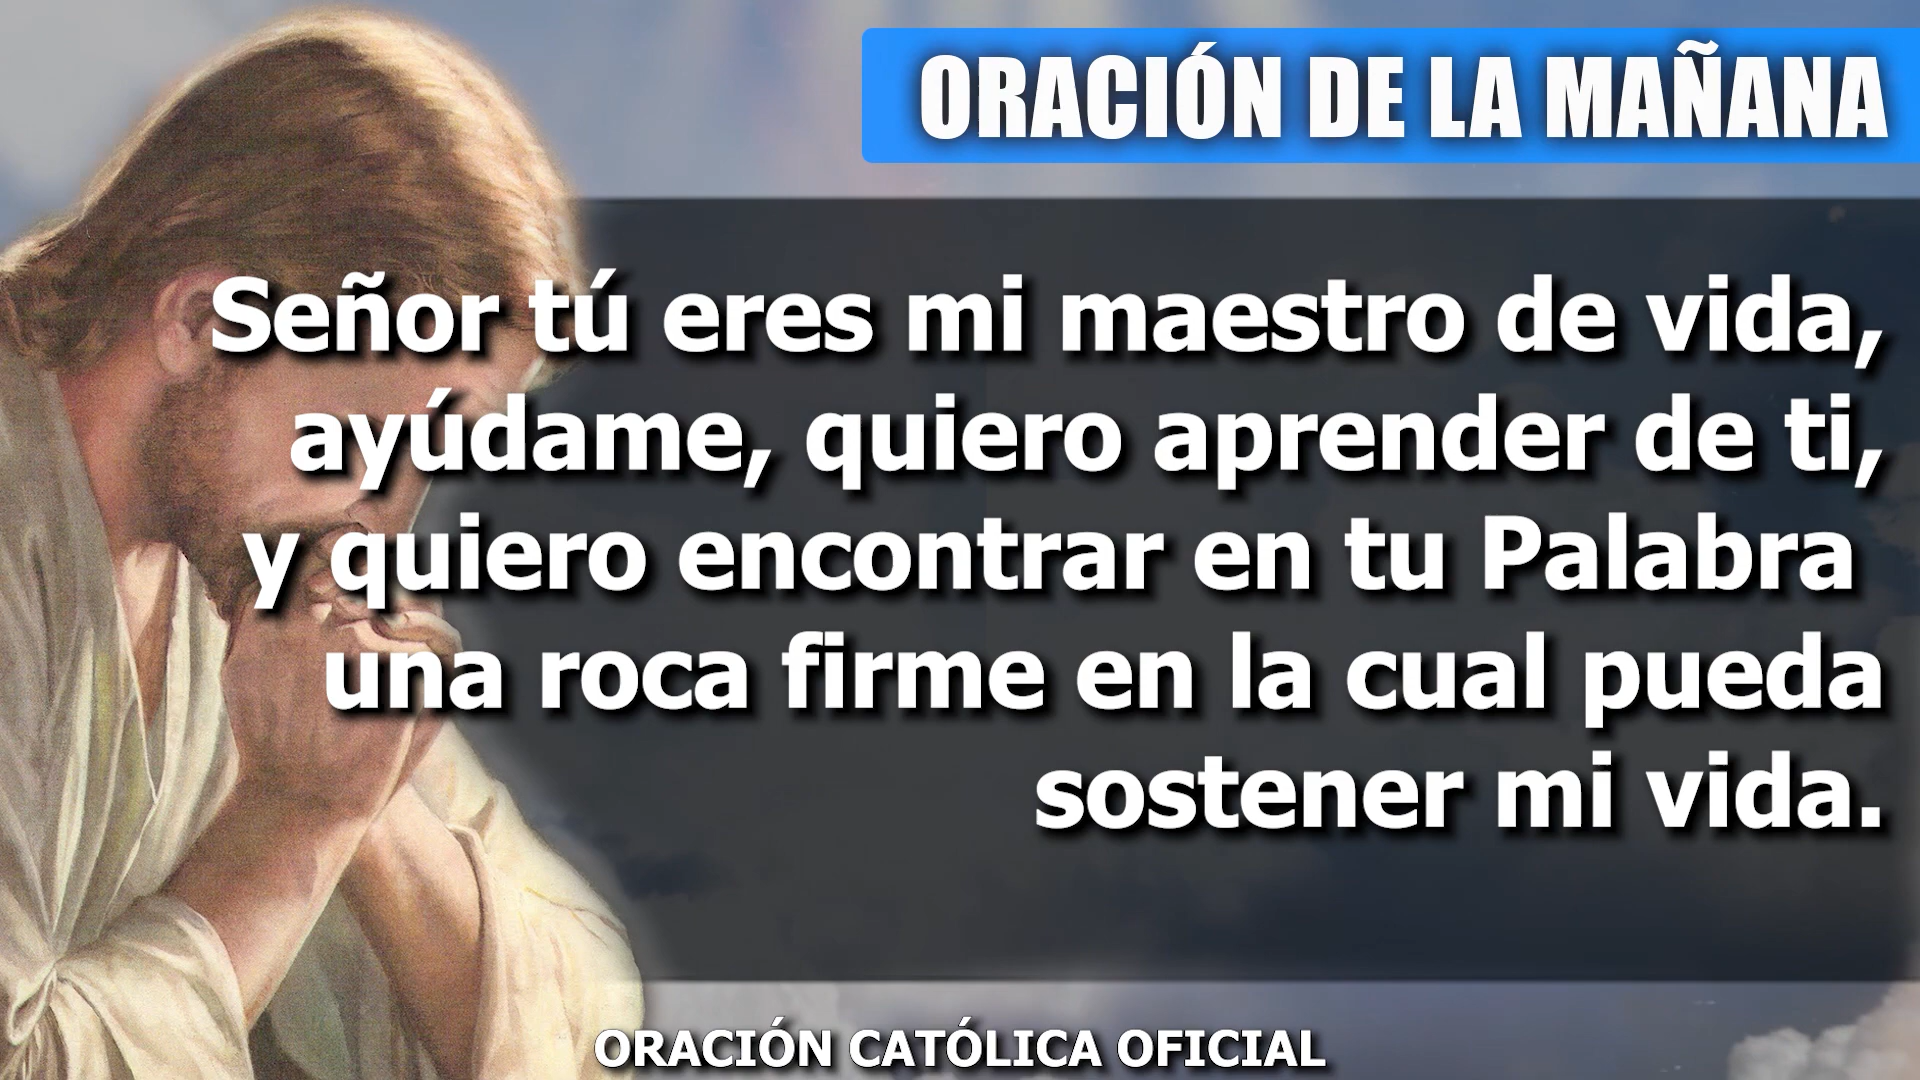 ORACIÓN DE LA MAÑANA
Señor tú eres mi maestro de vida,
ayúdame, quiero aprender de ti,
y quiero encontrar en tu Palabra
una roca firme en la cual pueda
sostener mi vida.
ORACIÓN CATÓLICA OFICIAL